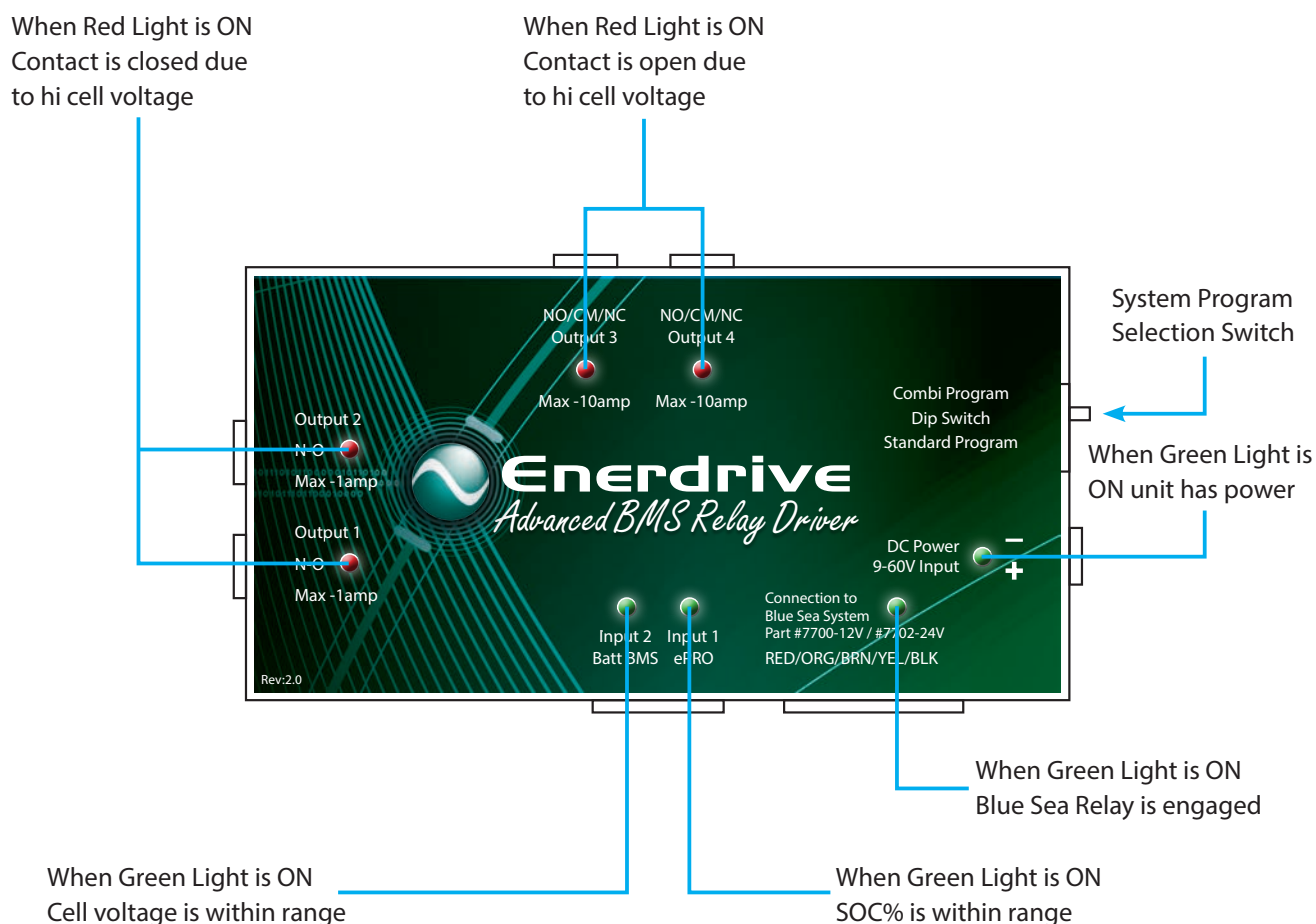 When Red Light is ON
Contact is closed due
to hi cell voltage
When Red Light is ON
Contact is open due
to hi cell voltage
System Program
Selection Switch
When Green Light is
ON unit has power
NO/CM/NC
Output 3
Max -10amp
NO/CM/NC
Output 4
Max -10amp
Combi Program
Dip Switch
Standard Program
Output 2
N-O
Max -1amp
Output 1
N-O
Max -1amp
Enerdrive
Advanced BMS Relay Driver
DC Power
9-60V Input
−
+
Input 2
Batt BMS
Input 1
ePRO
Connection to
Blue Sea System
Part #7700-12V / #7702-24V
RED/ORG/BRN/YEL/BLK
Rev:2.0
When Green Light is ON
Blue Sea Relay is engaged
When Green Light is ON
Cell voltage is within range
When Green Light is ON
SOC% is within range